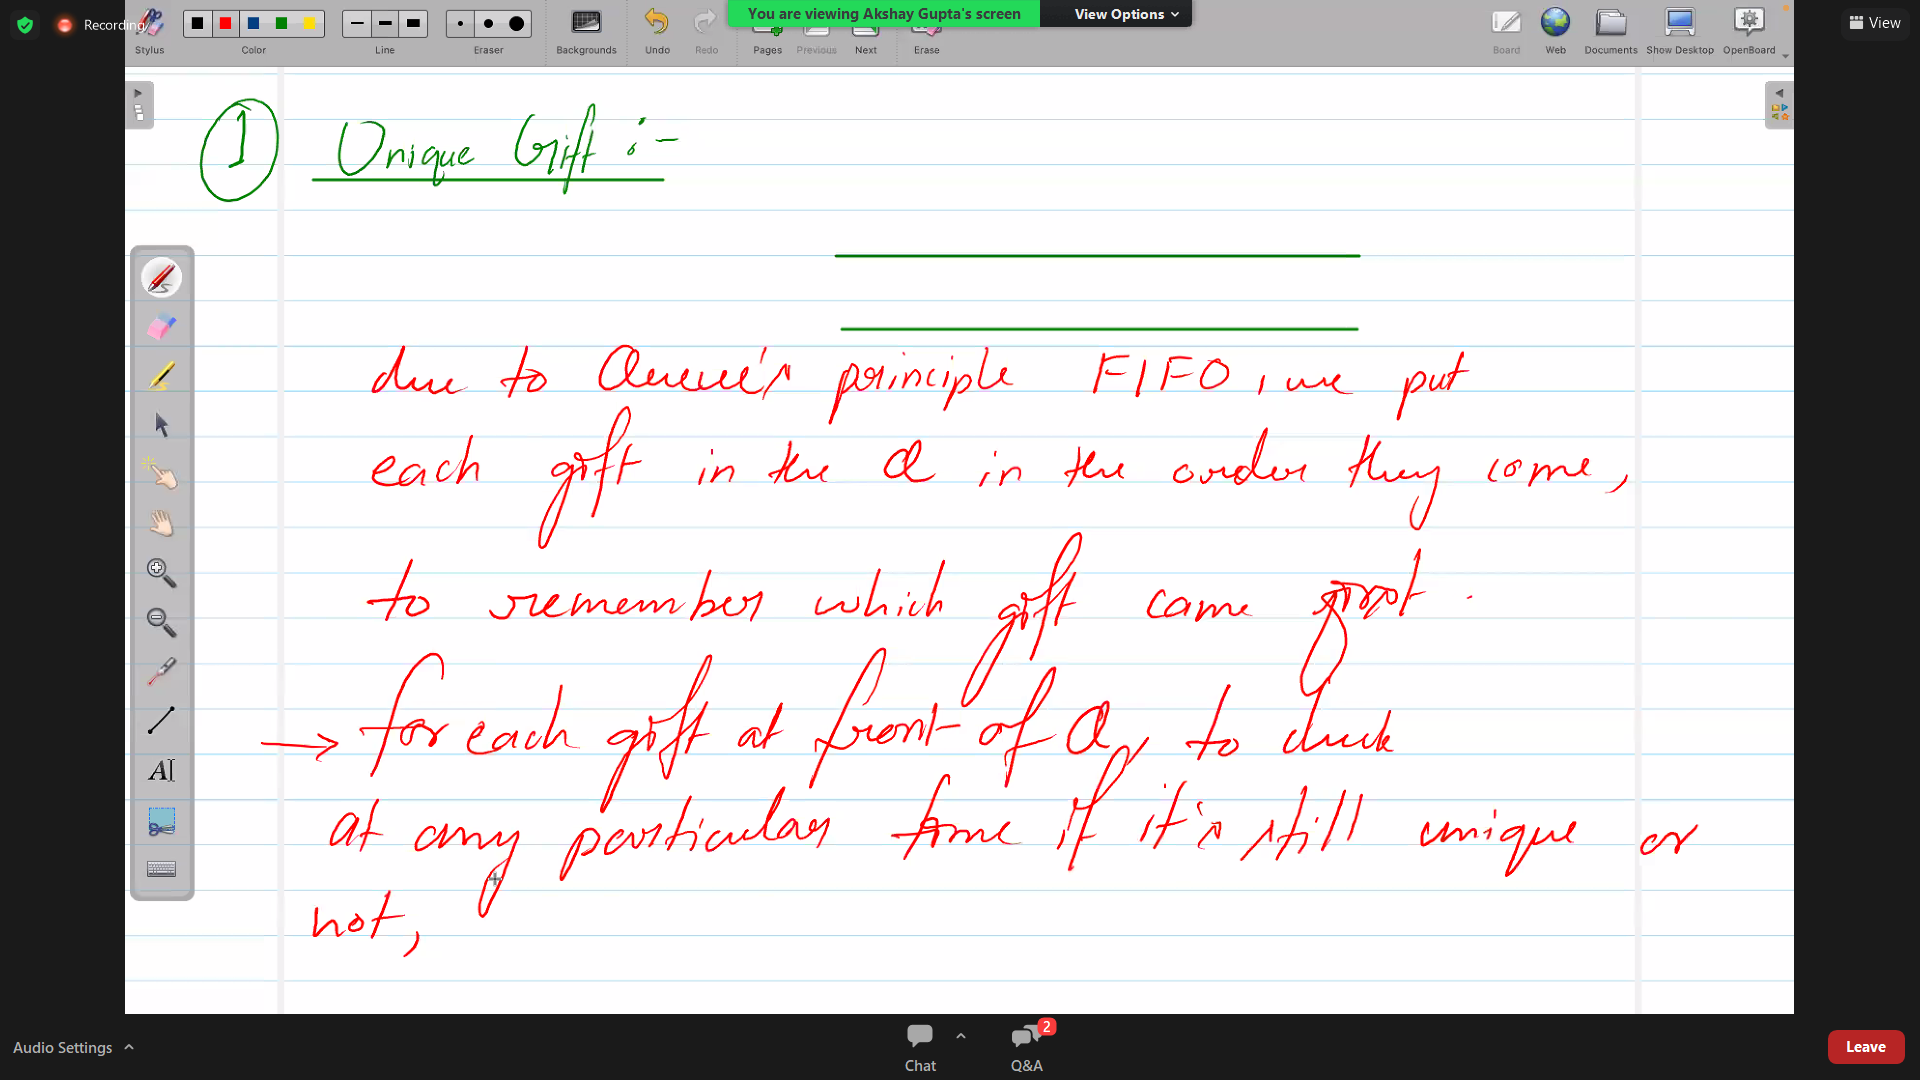 Recording
You are viewing Akshay Gupta's screen
View Options
View
Stylus
Color
Line
Eraser
Backgrounds
Undo
Redo
Pages
Previous
Next
Erase
Board
Web
Documents
Show Desktop
OpenBoard
1 Unique Gift :-
due to Queue's principle FIFO, we put
each gift in the Q in the order they come,
to remember which gift came first.
→ for each gift at front of Q, to check
at any particular time if it's still unique or
not,
Audio Settings
Chat
2
Q&A
Leave